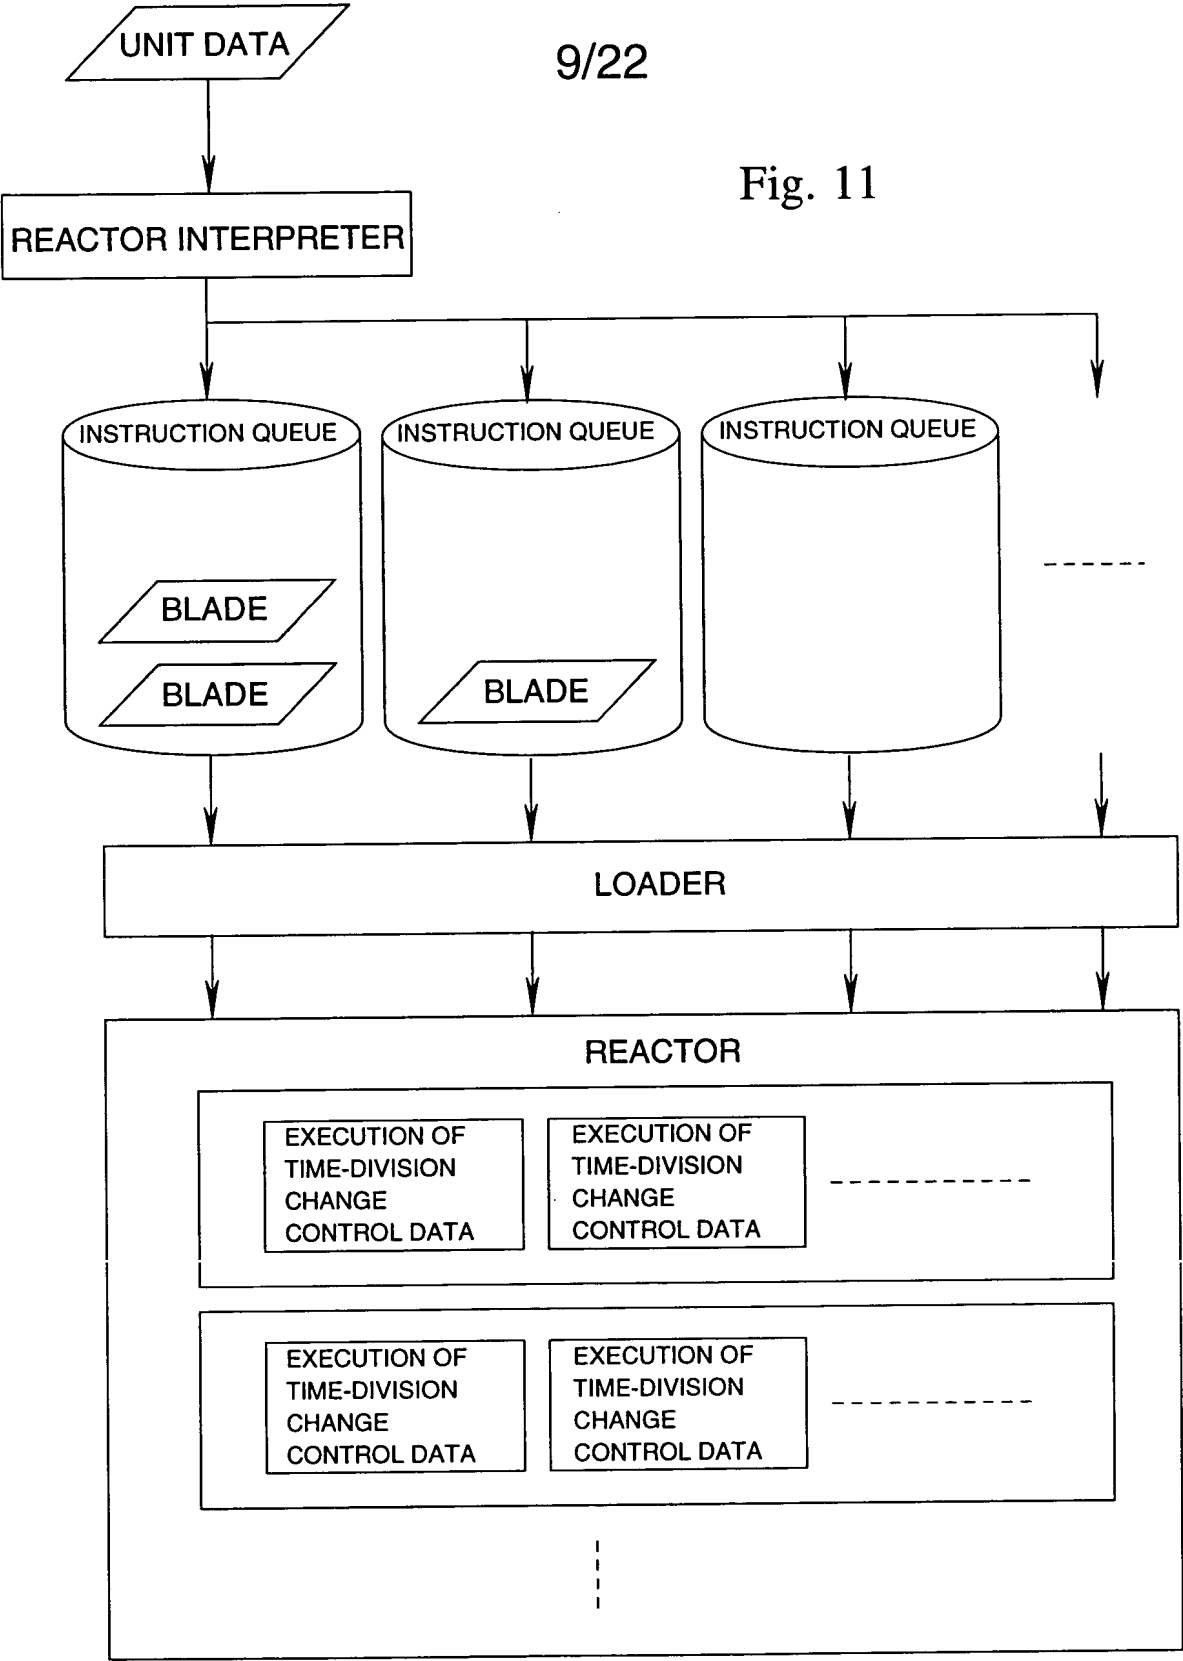 UNIT DATA
9/22
Fig. 11
REACTOR INTERPRETER
INSTRUCTION QUEUE
INSTRUCTION QUEUE
INSTRUCTION QUEUE
BLADE
BLADE
BLADE
LOADER
REACTOR
EXECUTION OF
TIME-DIVISION
CHANGE
CONTROL DATA
EXECUTION OF
TIME-DIVISION
CHANGE
CONTROL DATA
EXECUTION OF
TIME-DIVISION
CHANGE
CONTROL DATA
EXECUTION OF
TIME-DIVISION
CHANGE
CONTROL DATA